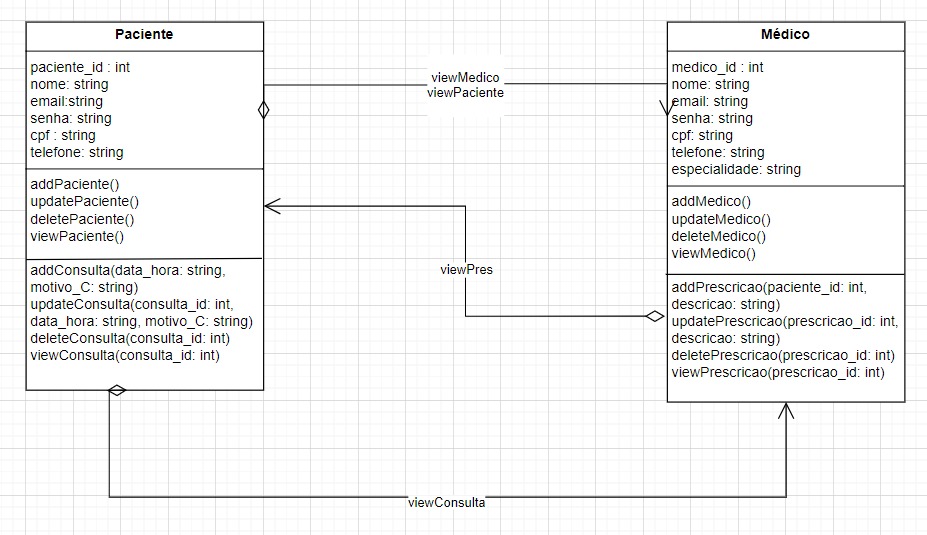 Paciente
paciente_id : int
nome: string
email:string
senha: string
cpf : string
telefone: string
addPaciente()
updatePaciente()
deletePaciente()
viewPaciente()
addConsulta(data_hora: string,
motivo_C: string)
updateConsulta(consulta_id: int,
data_hora: string, motivo_C: string)
deleteConsulta(consulta_id: int)
viewConsulta(consulta_id: int)
viewMedico
viewPaciente
viewPres
viewConsulta
Médico
medico_id : int
nome: string
email: string
senha: string
cpf: string
telefone: string
especialidade: string
addMedico()
updateMedico()
deleteMedico()
viewMedico()
addPrescricao(paciente_id: int,
descricao: string)
updatePrescricao(prescricao_id: int,
descricao: string)
deletePrescricao(prescricao_id: int)
viewPrescricao(prescricao_id: int)